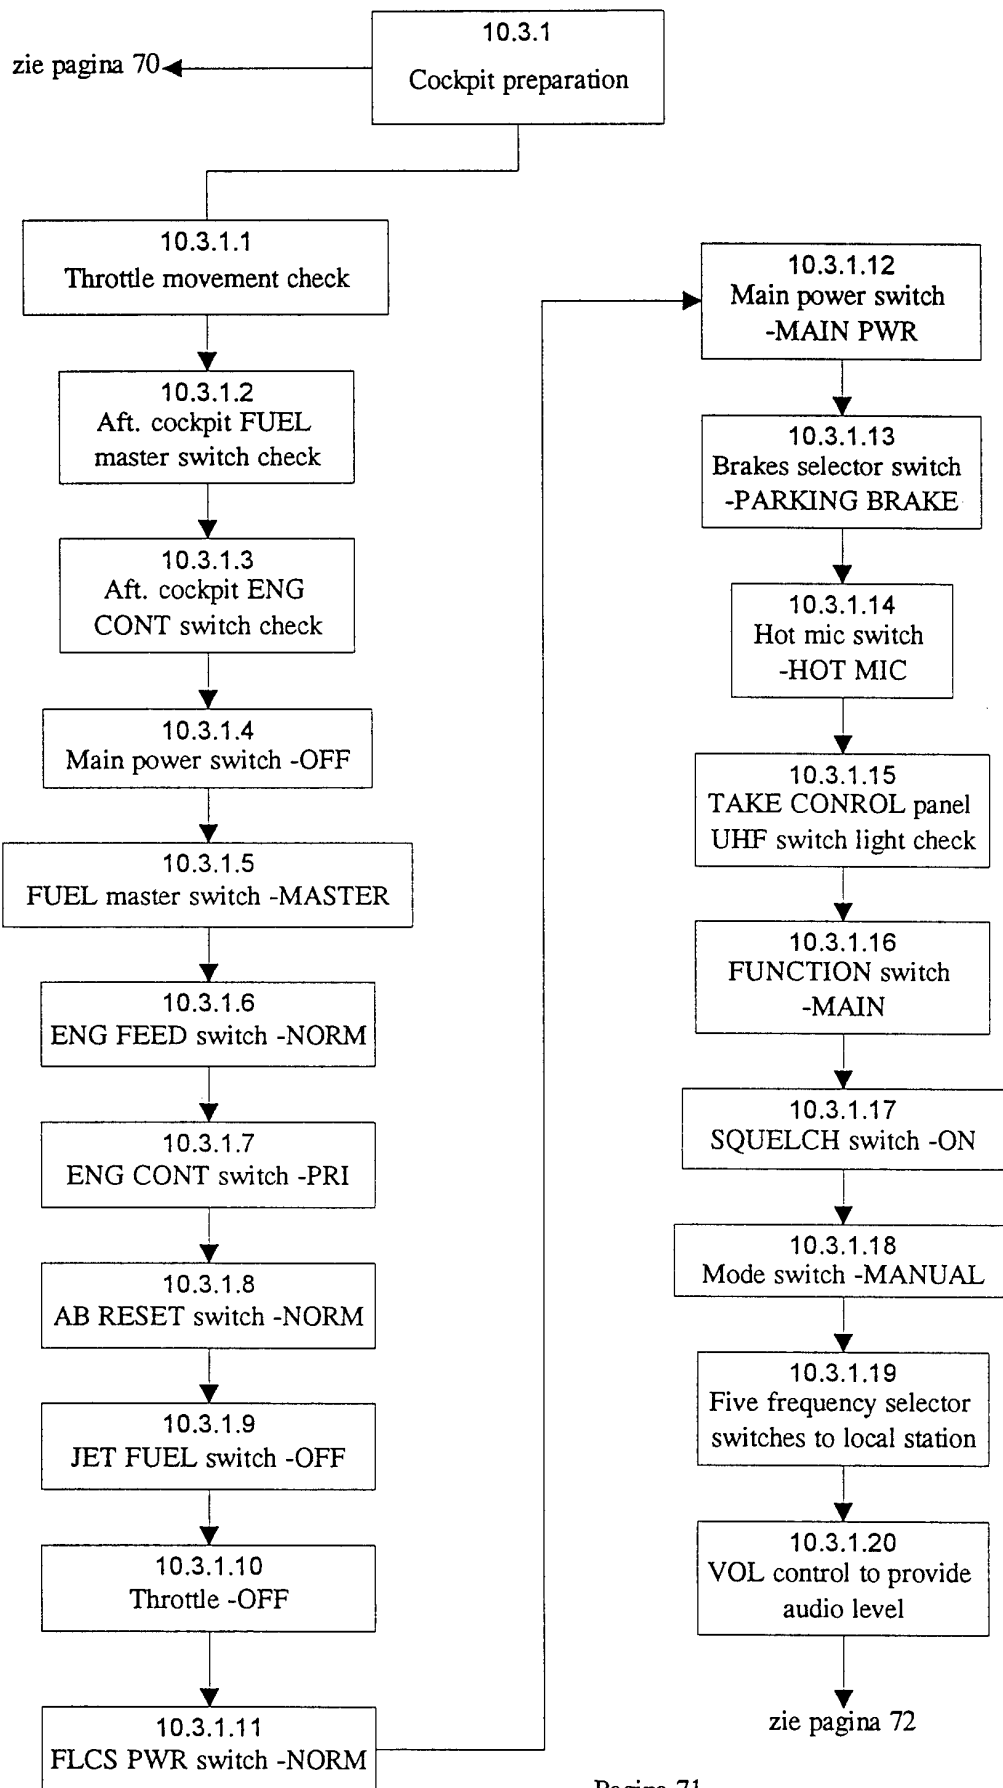 10.3.1
Cockpit preparation
zie pagina 70
10.3.1.1
Throttle movement check
10.3.1.2
Aft. cockpit FUEL
master switch check
10.3.1.3
Aft. cockpit ENG
CONT switch check
10.3.1.4
Main power switch -OFF
10.3.1.5
FUEL master switch -MASTER
10.3.1.6
ENG FEED switch -NORM
10.3.1.7
ENG CONT switch -PRI
10.3.1.8
AB RESET switch -NORM
10.3.1.9
JET FUEL switch -OFF
10.3.1.10
Throttle -OFF
10.3.1.11
FLCS PWR switch -NORM
10.3.1.12
Main power switch
-MAIN PWR
10.3.1.13
Brakes selector switch
-PARKING BRAKE
10.3.1.14
Hot mic switch
-HOT MIC
10.3.1.15
TAKE CONROL panel
UHF switch light check
10.3.1.16
FUNCTION switch
-MAIN
10.3.1.17
SQUELCH switch -ON
10.3.1.18
Mode switch -MANUAL
10.3.1.19
Five frequency selector
switches to local station
10.3.1.20
VOL control to provide
audio level
zie pagina 72
Pagina 71